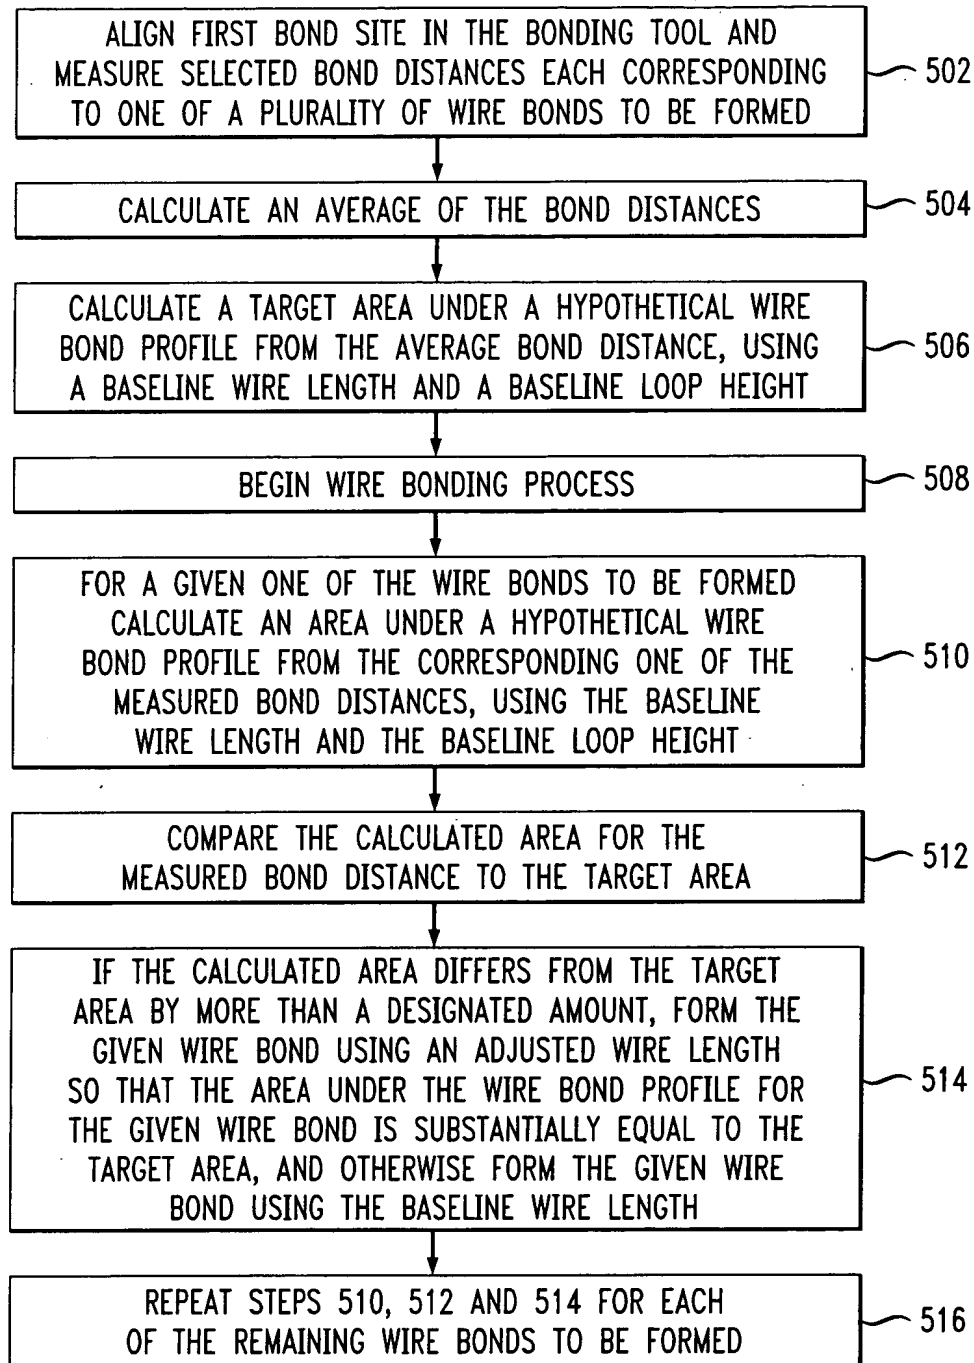 ALIGN FIRST BOND SITE IN THE BONDING TOOL AND
MEASURE SELECTED BOND DISTANCES EACH CORRESPONDING
TO ONE OF A PLURALITY OF WIRE BONDS TO BE FORMED
502
CALCULATE AN AVERAGE OF THE BOND DISTANCES
504
CALCULATE A TARGET AREA UNDER A HYPOTHETICAL WIRE
BOND PROFILE FROM THE AVERAGE BOND DISTANCE, USING
A BASELINE WIRE LENGTH AND A BASELINE LOOP HEIGHT
506
BEGIN WIRE BONDING PROCESS
508
FOR A GIVEN ONE OF THE WIRE BONDS TO BE FORMED
CALCULATE AN AREA UNDER A HYPOTHETICAL WIRE
BOND PROFILE FROM THE CORRESPONDING ONE OF THE
MEASURED BOND DISTANCES, USING THE BASELINE
WIRE LENGTH AND THE BASELINE LOOP HEIGHT
510
COMPARE THE CALCULATED AREA FOR THE
MEASURED BOND DISTANCE TO THE TARGET AREA
512
IF THE CALCULATED AREA DIFFERS FROM THE TARGET
AREA BY MORE THAN A DESIGNATED AMOUNT, FORM THE
GIVEN WIRE BOND USING AN ADJUSTED WIRE LENGTH
SO THAT THE AREA UNDER THE WIRE BOND PROFILE FOR
THE GIVEN WIRE BOND IS SUBSTANTIALLY EQUAL TO THE
TARGET AREA, AND OTHERWISE FORM THE GIVEN WIRE
BOND USING THE BASELINE WIRE LENGTH
514
REPEAT STEPS 510, 512 AND 514 FOR EACH
OF THE REMAINING WIRE BONDS TO BE FORMED
516